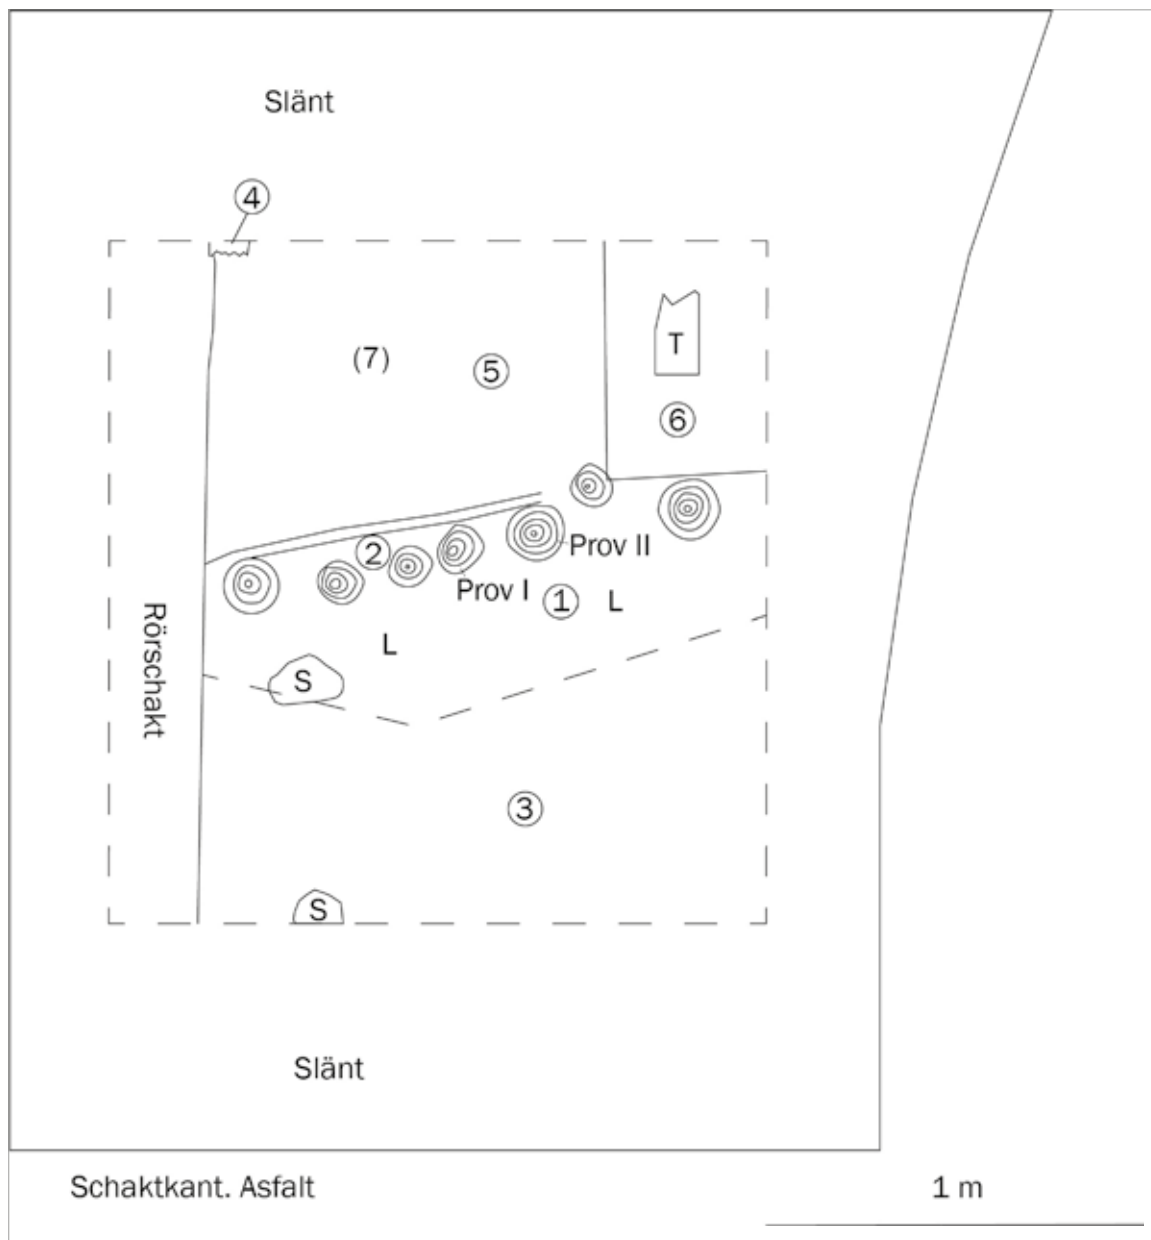 Slänt
4
(7)
5
T
6
2
Prov II
Prov I
1
L
L
S
Rörschakt
3
S
Slänt
Schaktkant. Asfalt
1 m